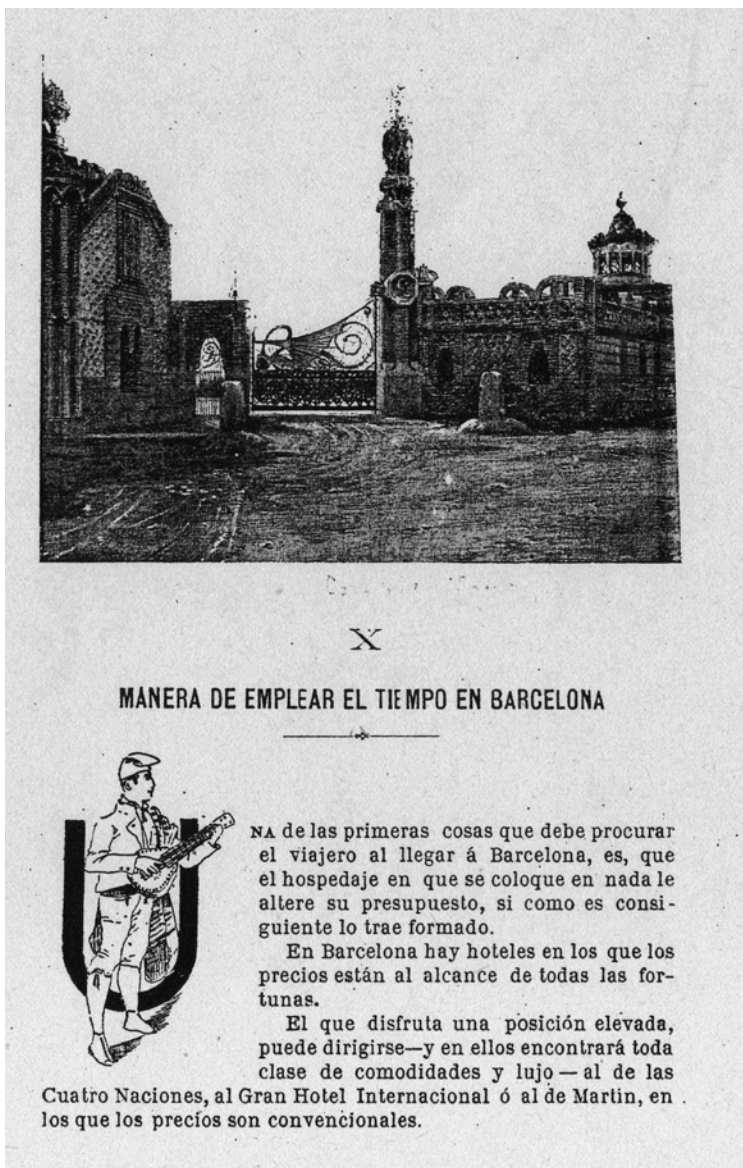 X
MANERA DE EMPLEAR EL TIEMPO EN BARCELONA
UNA de las primeras cosas que debe procurar
el viajero al llegar á Barcelona, es, que
el hospedaje en que se coloque en nada le
altere su presupuesto, si como es consi-
guiente lo trae formado.
En Barcelona hay hoteles en los que los
precios están al alcance de todas las for-
tunas.
El que disfruta una posición elevada,
puede dirigirse—y en ellos encontrará toda
clase de comodidades y lujo — al de las
Cuatro Naciones, al Gran Hotel Internacional ó al de Martin, en
los que los precios son convencionales.